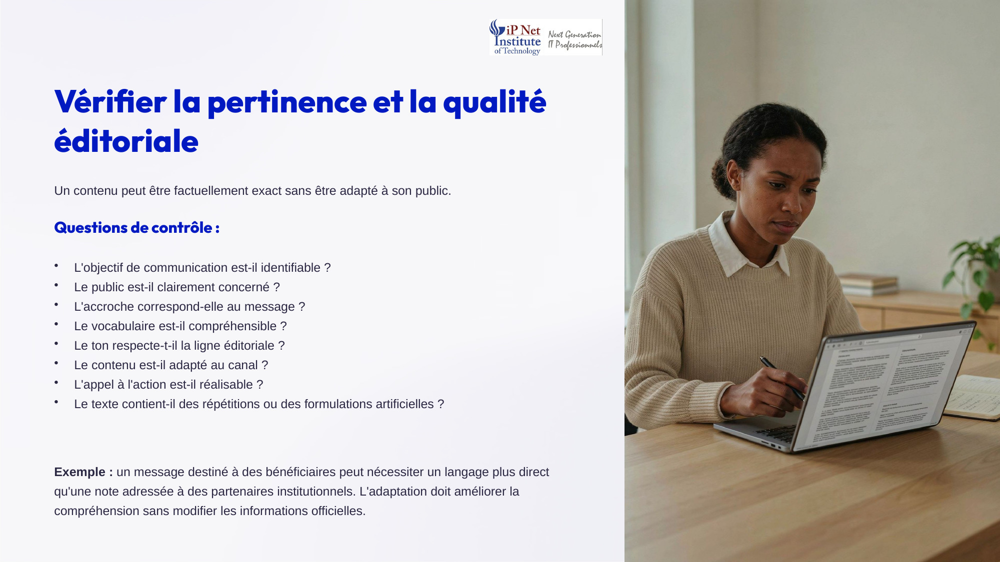 iP Net
Institute
of Technology
Next Generation
IT Professionnels
Vérifier la pertinence et la qualité
éditoriale
Un contenu peut être factuellement exact sans être adapté à son public.
Questions de contrôle :
• L'objectif de communication est-il identifiable ?
• Le public est-il clairement concerné ?
• L'accroche correspond-elle au message ?
• Le vocabulaire est-il compréhensible ?
• Le ton respecte-t-il la ligne éditoriale ?
• Le contenu est-il adapté au canal ?
• L'appel à l'action est-il réalisable ?
• Le texte contient-il des répétitions ou des formulations artificielles ?
Exemple : un message destiné à des bénéficiaires peut nécessiter un langage plus direct
qu'une note adressée à des partenaires institutionnels. L'adaptation doit améliorer la
compréhension sans modifier les informations officielles.